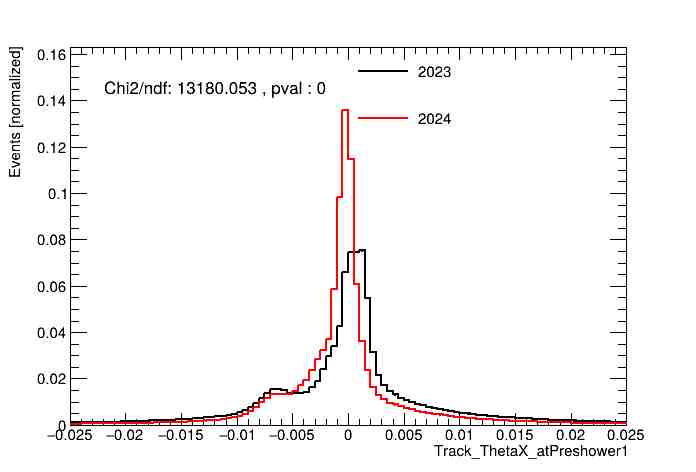 Events [normalized]
0.16
0.14
0.12
0.1
0.08
0.06
0.04
0.02
0
Chi2/ndf: 13180.053 , pval : 0
2023
2024
−0.025 −0.02 −0.015 −0.01 −0.005 0 0.005 0.01 0.015 0.02 0.025
Track_ThetaX_atPreshower1